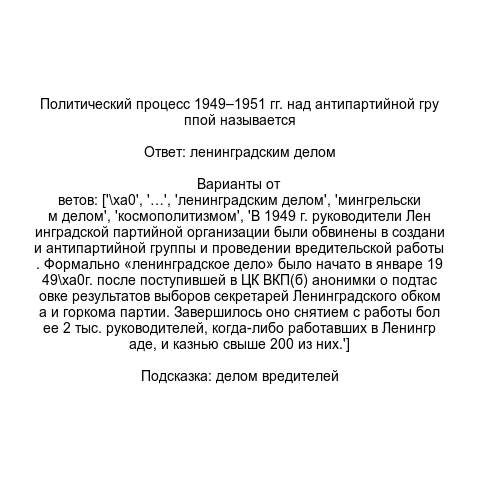 Политический процесс 1949–1951 гг. над антипартийной гру
ппой называется
Ответ: ленинградским делом
Варианты от
ветов: ['\xa0', '…', 'ленинградским делом', 'мингрельски
м делом', 'космополитизмом', 'В 1949 г. руководители Лен
инградской партийной организации были обвинены в создани
и антипартийной группы и проведении вредительской работы
. Формально «ленинградское дело» было начато в январе 19
49\xa0г. после поступившей в ЦК ВКП(б) анонимки о подтас
овке результатов выборов секретарей Ленинградского обком
а и горкома партии. Завершилось оно снятием с работы бол
ее 2 тыс. руководителей, когда-либо работавших в Ленингр
аде, и казнью свыше 200 из них.']
Подсказка: делом вредителей